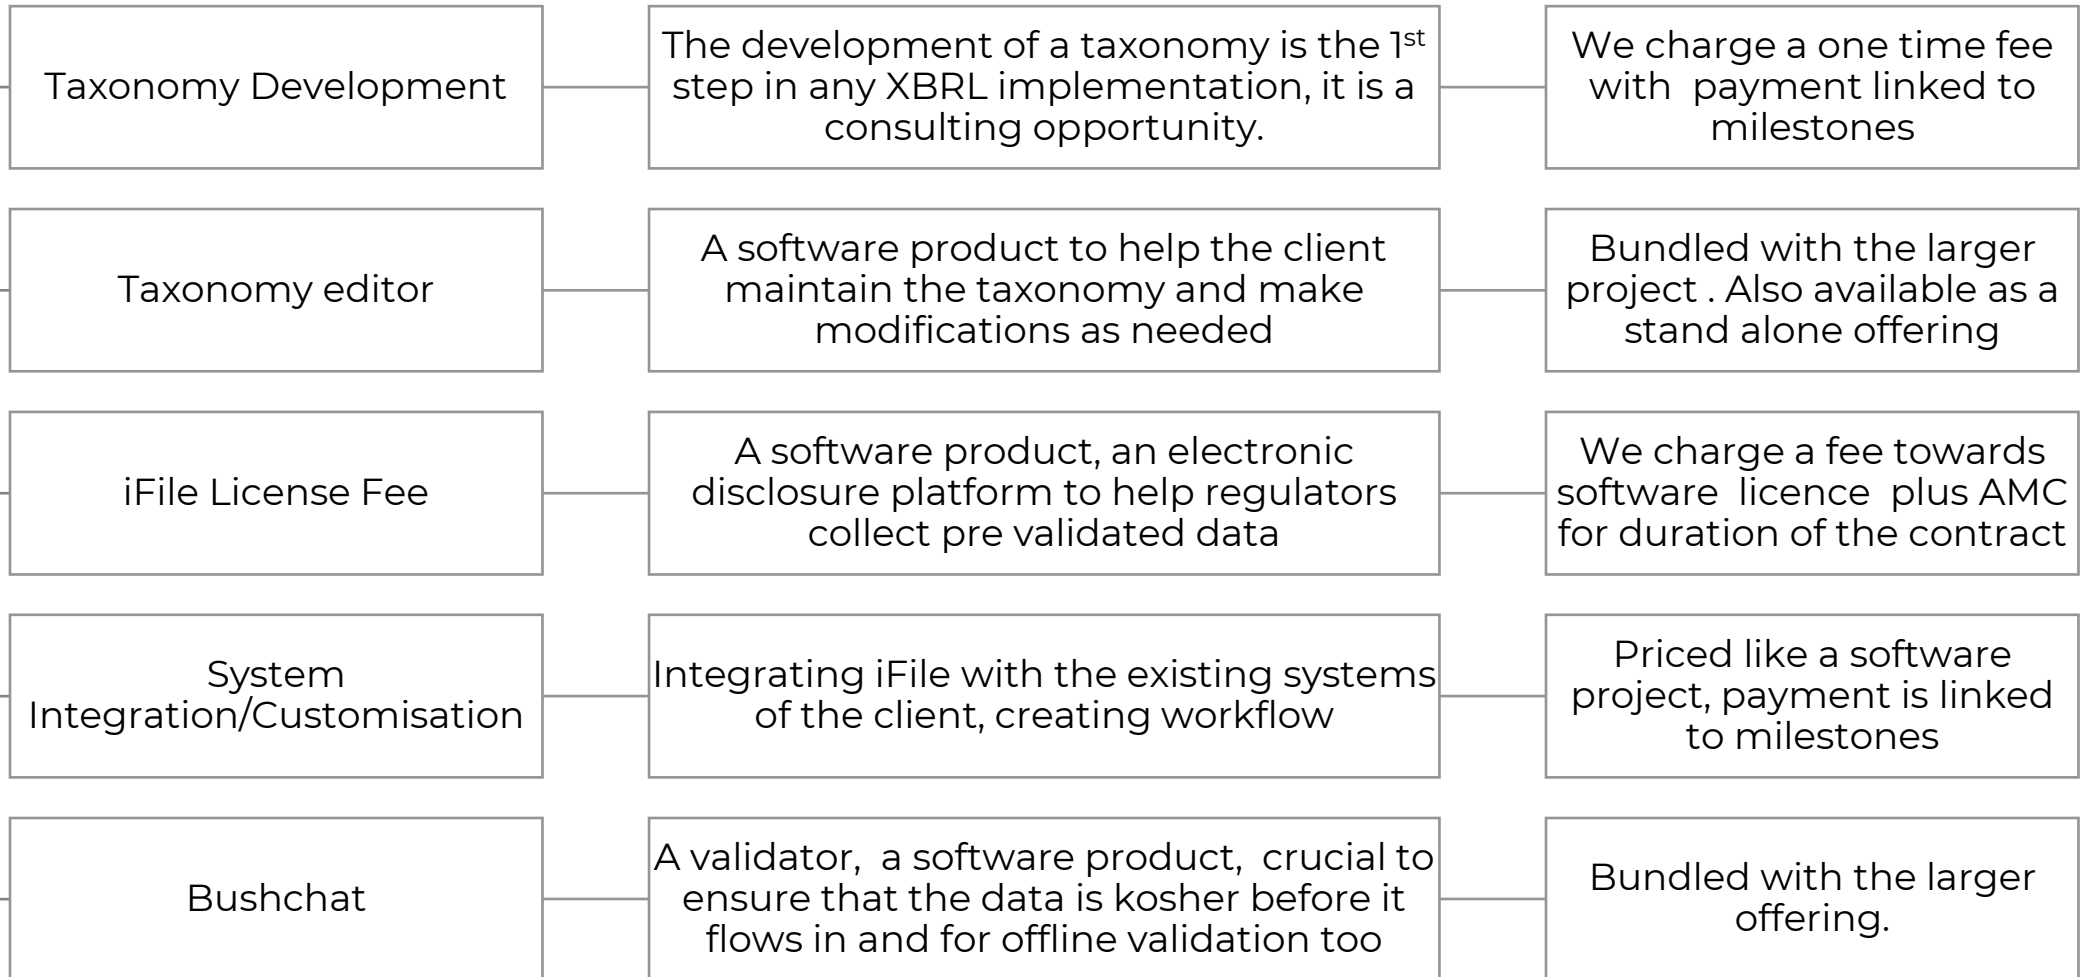 Taxonomy Development
The development of a taxonomy is the 1st
step in any XBRL implementation, it is a
consulting opportunity.
We charge a one time fee
with payment linked to
milestones
Taxonomy editor
A software product to help the client
maintain the taxonomy and make
modifications as needed
Bundled with the larger
project . Also available as a
stand alone offering
iFile License Fee
A software product, an electronic
disclosure platform to help regulators
collect pre validated data
We charge a fee towards
software licence plus AMC
for duration of the contract
System
Integration/Customisation
Integrating iFile with the existing systems
of the client, creating workflow
Priced like a software
project, payment is linked
to milestones
Bushchat
A validator, a software product, crucial to
ensure that the data is kosher before it
flows in and for offline validation too
Bundled with the larger
offering.